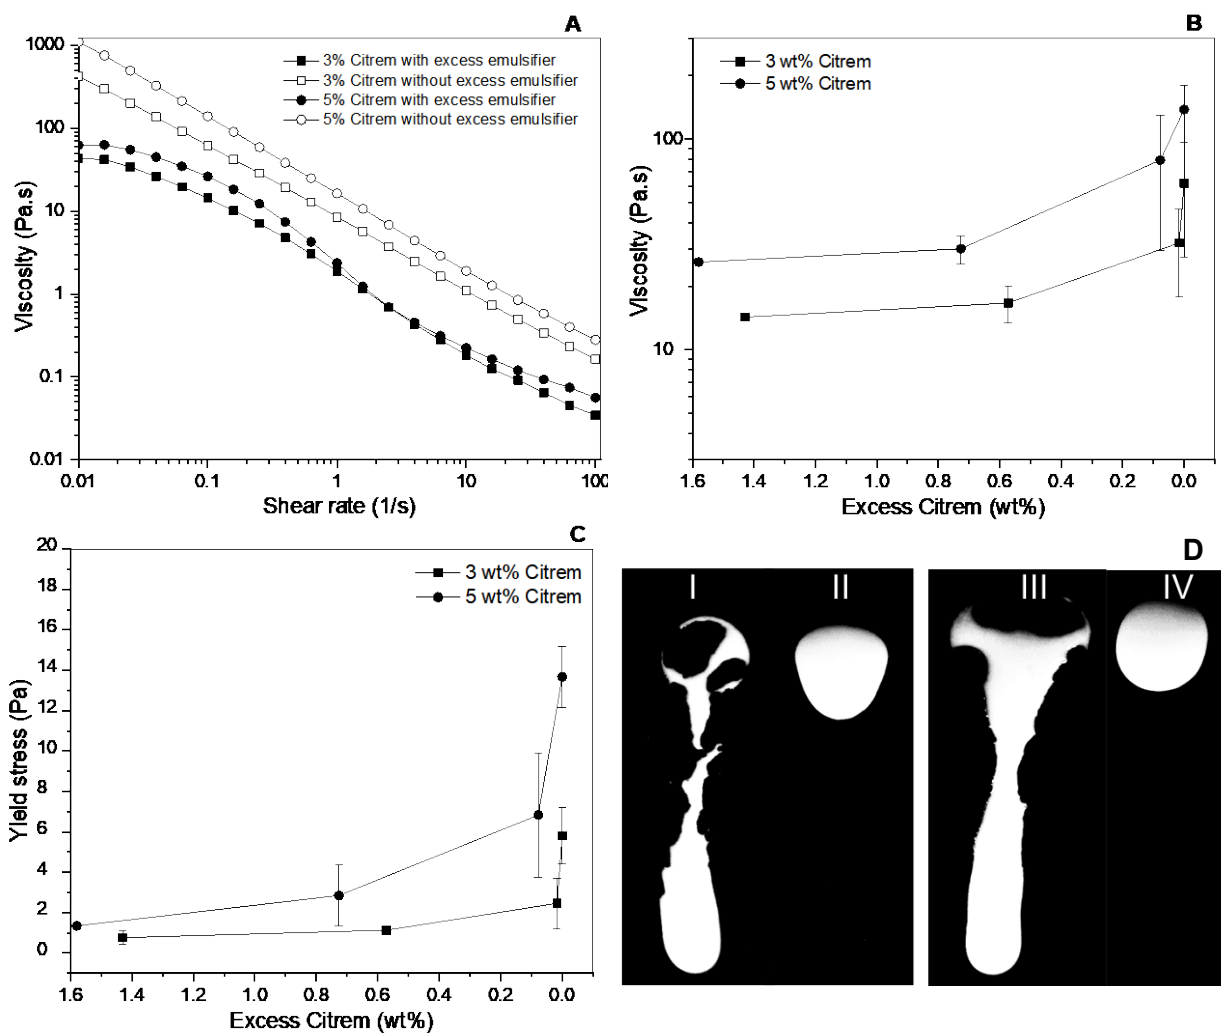 A
1000
100
10
1
0.1
0.01
0.01
0.1
1
10
100
Viscosity (Pa.s)
Shear rate (1/s)
3% Citrem with excess emulsifier
3% Citrem without excess emulsifier
5% Citrem with excess emulsifier
5% Citrem without excess emulsifier
B
3 wt% Citrem
5 wt% Citrem
100
10
Viscosity (Pa.s)
1.6
1.4
1.2
1.0
0.8
0.6
0.4
0.2
0.0
Excess Citrem (wt%)
C
3 wt% Citrem
5 wt% Citrem
20
18
16
14
12
10
8
6
4
2
0
Yield stress (Pa)
1.6
1.4
1.2
1.0
0.8
0.6
0.4
0.2
0.0
Excess Citrem (wt%)
D
I
II
III
IV